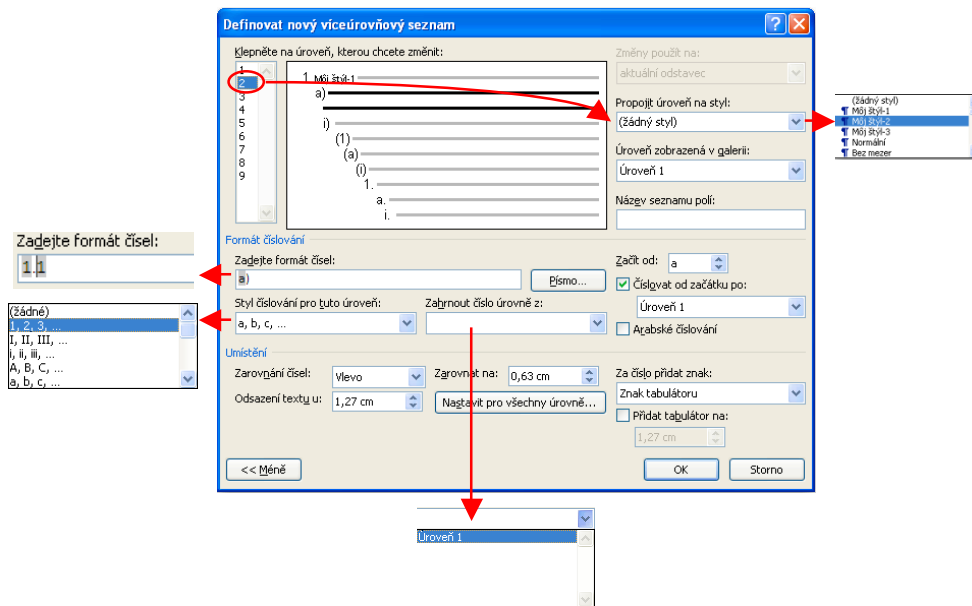 Definovat nový víceúrovňový seznam
Klepněte na úroveň, kterou chcete změnit:
1
2
3
4
5
6
7
8
9
1 Môj štýl-1
a)
i)
(1)
(a)
(i)
1.
a.
i.
Změny použít na:
aktuální odstavec
Propojit úroveň na styl:
(žádný styl)
Úroveň zobrazená v galerii:
Úroveň 1
Název seznamu polí:
(žádný styl)
¶ Môj štýl-1
¶ Môj štýl-2
¶ Môj štýl-3
¶ Normální
¶ Bez mezer
Formát číslování
Zadejte formát čísel:
a)
Písmo...
Začít od:
a
Číslovat od začátku po:
Úroveň 1
Arabské číslování
Styl číslování pro tuto úroveň:
a, b, c, ...
Zahrnout číslo úrovně z:
Zadejte formát čísel:
1.1
(žádné)
1, 2, 3, ...
I, II, III, ...
i, ii, iii, ...
A, B, C, ...
a, b, c, ...
Umístění
Zarovnání čísel:
Vlevo
Zarovnat na:
0,63 cm
Odsazení textu u:
1,27 cm
Nastavit pro všechny úrovně...
Za číslo přidat znak:
Znak tabulátoru
Přidat tabulátor na:
1,27 cm
<< Méně
OK
Storno
Úroveň 1